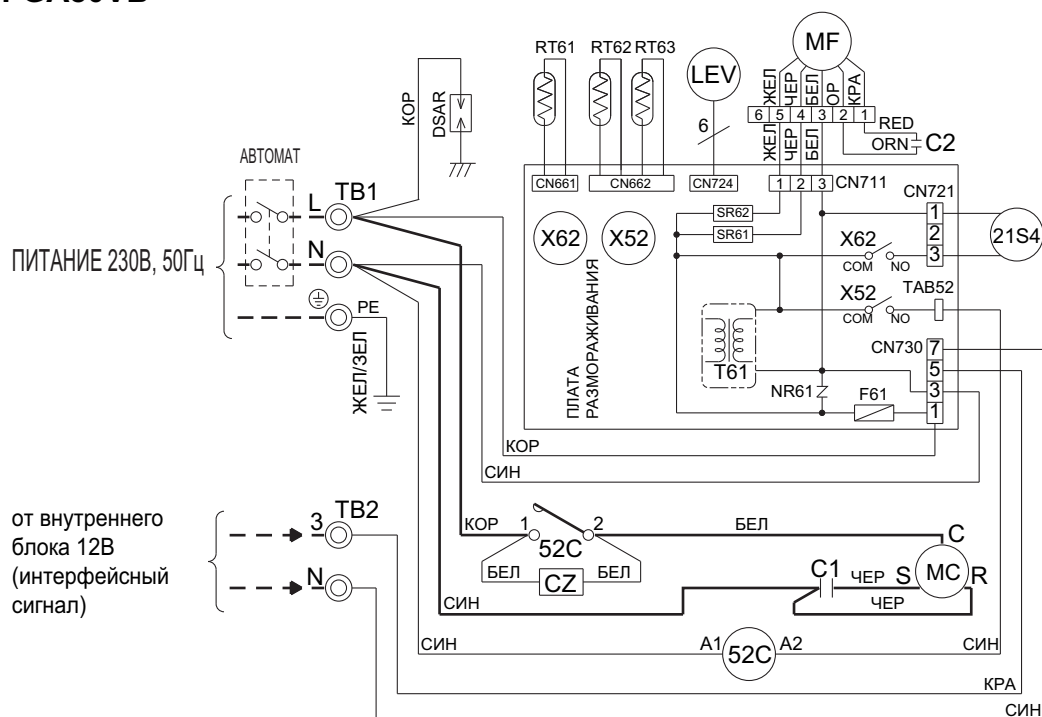 RT61
RT62 RT63
LEV
MF
ЖЕЛ
ЧЕР
БЕЛ
ОР
КРА
6 5 4 3 2 1
RED
ORN
C2
6
ЖЕЛ
ЧЕР
БЕЛ
КОР
DSAR
АВТОМАТ
L
TB1
N
ПИТАНИЕ 230В, 50Гц
PE
ЖЕЛ/ЗЕЛ
CN661
CN662
CN724
1 2 3
CN711
CN721
1
2
3
21S4
X62
X52
SR62
SR61
X62
COM NO
X52
COM NO
TAB52
ПЛАТА
РАЗМОРАЖИВАНИЯ
T61
CN730
7
5
3
1
NR61
F61
КОР
СИН
от внутреннего
блока 12В
(интерфейсный
сигнал)
3
TB2
N
КОР
1
2
52C
БЕЛ
CZ
БЕЛ
БЕЛ
C
MC
S
R
C1
ЧЕР
ЧЕР
СИН
СИН
A1
52C
A2
СИН
КРА
СИН